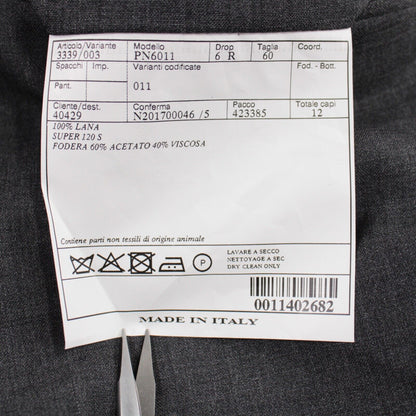 Articolo/Variante Modello Drop Taglia Coord.
3339/003 PN6011 6 R 60
Spacchi Imp. Varianti codificate Fod. - Bott.
Pant. 011
Cliente/dest. Conferma Pacco Totale capi
40429 N201700046 /5 423385 12
100% LANA
SUPER 120 S
FODERA 60% ACETATO 40% VISCOSA
Contiene parti non tessili di origine animale
P
LAVARE A SECCO
NETTOYAGE A SEC
DRY CLEAN ONLY
0011402682
MADE IN ITALY